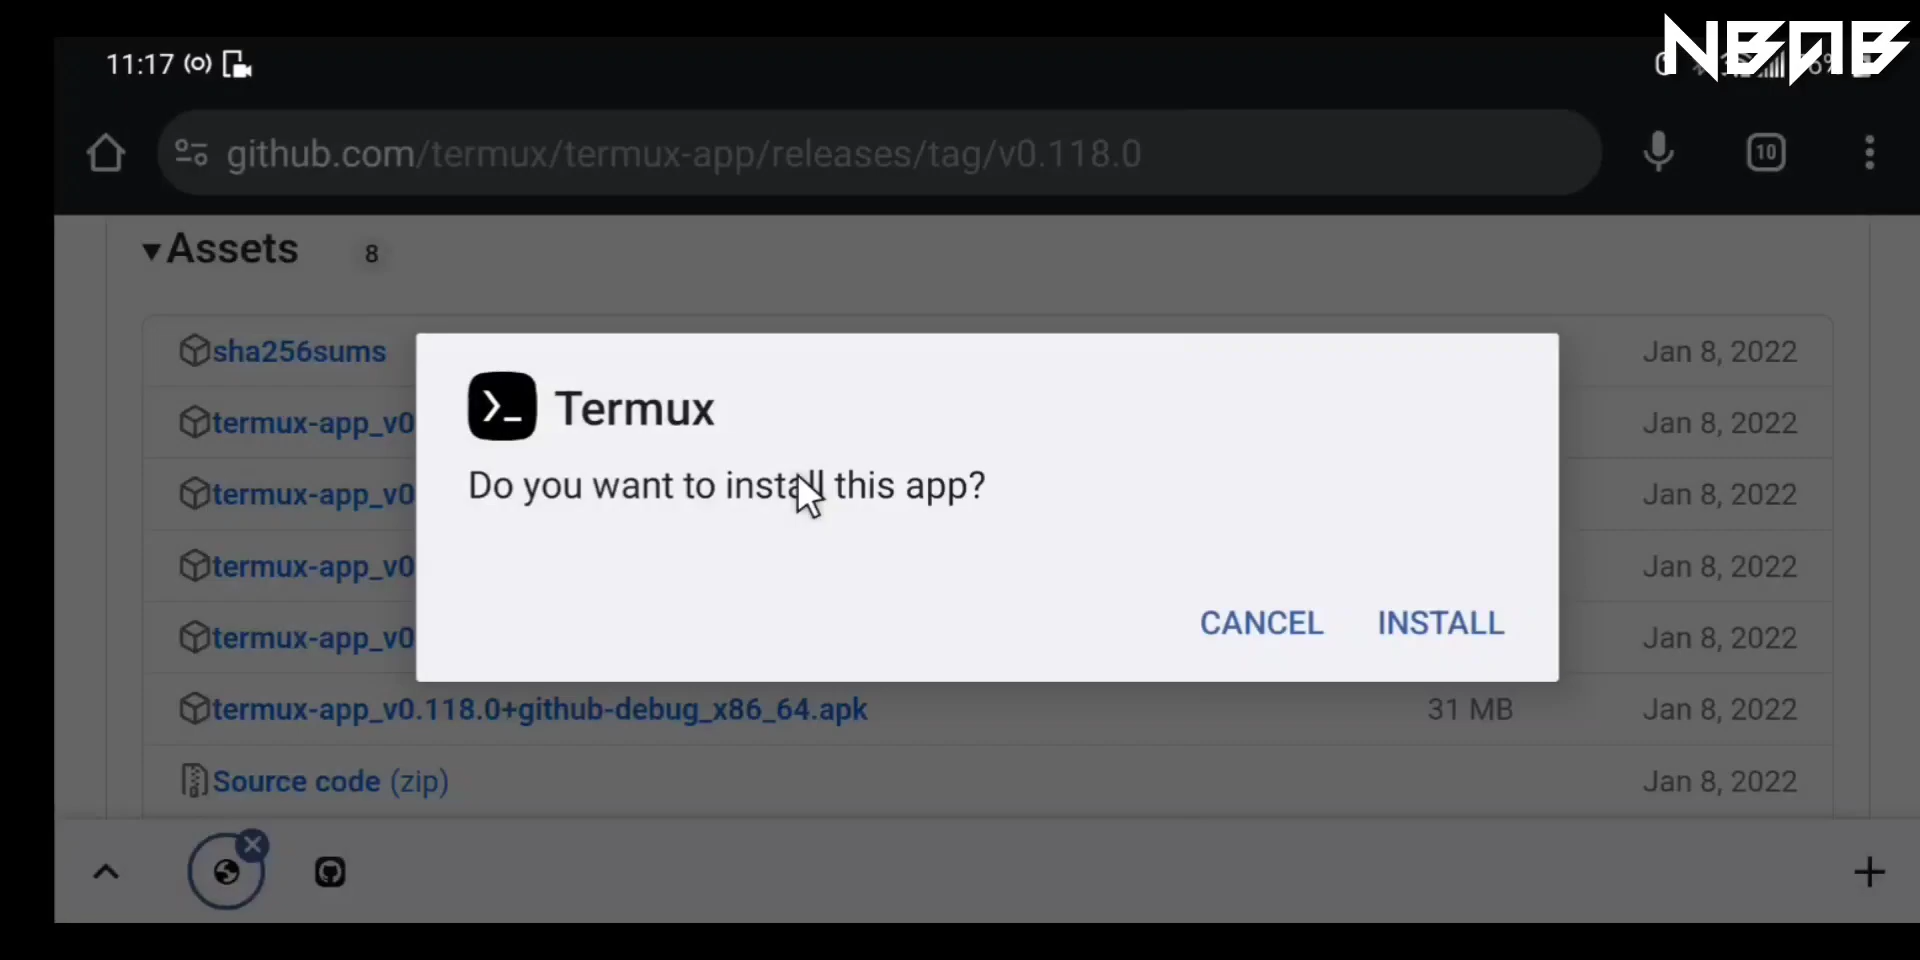 11:17
NBAB
github.com/termux/termux-app/releases/tag/v0.118.0
10
Assets 8
sha256sums Jan 8, 2022
termux-app_v0 Jan 8, 2022
termux-app_v0 Jan 8, 2022
termux-app_v0 Jan 8, 2022
termux-app_v0 Jan 8, 2022
Termux
Do you want to install this app?
CANCEL INSTALL
termux-app_v0.118.0+github-debug_x86_64.apk 31 MB Jan 8, 2022
Source code (zip) Jan 8, 2022